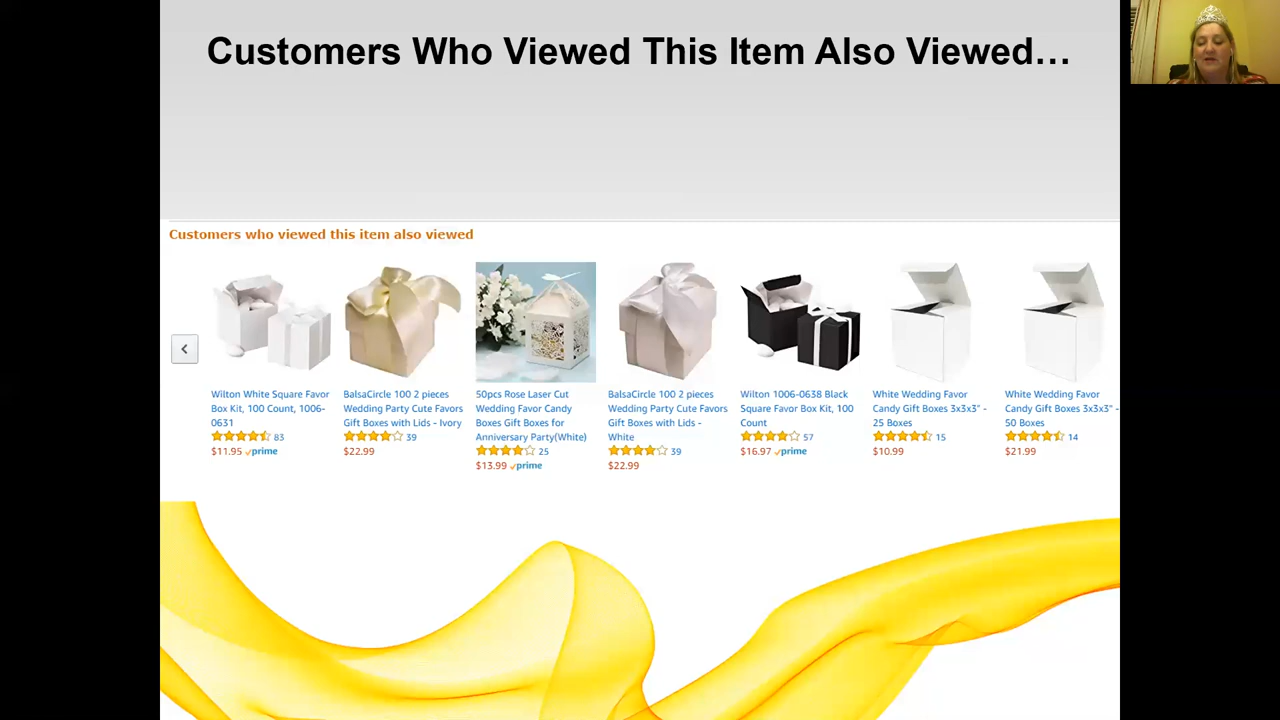 Customers Who Viewed This Item Also Viewed...
Customers who viewed this item also viewed
Wilton White Square Favor
Box Kit, 100 Count, 1006-
0631
83
$11.95 prime
BalsaCircle 100 2 pieces
Wedding Party Cute Favors
Gift Boxes with Lids - Ivory
39
$22.99
50pcs Rose Laser Cut
Wedding Favor Candy
Boxes Gift Boxes for
Anniversary Party(White)
25
$13.99 prime
BalsaCircle 100 2 pieces
Wedding Party Cute Favors
Gift Boxes with Lids -
White
39
$22.99
Wilton 1006-0638 Black
Square Favor Box Kit, 100
Count
57
$16.97 prime
White Wedding Favor
Candy Gift Boxes 3x3x3" -
25 Boxes
15
$10.99
White Wedding Favor
Candy Gift Boxes 3x3x3" -
50 Boxes
14
$21.99